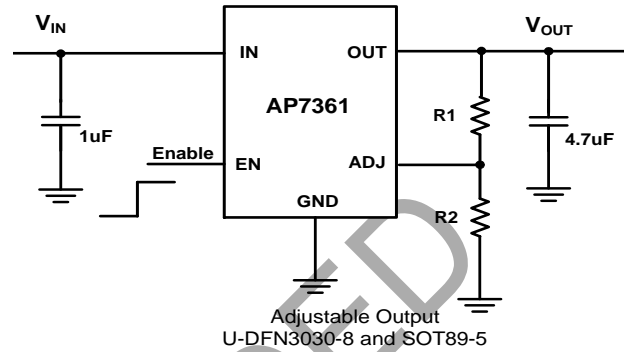 VIN
VOUT
IN
OUT
AP7361
R1
1uF
4.7uF
Enable
EN
ADJ
GND
R2
Adjustable Output
U-DFN3030-8 and SOT89-5